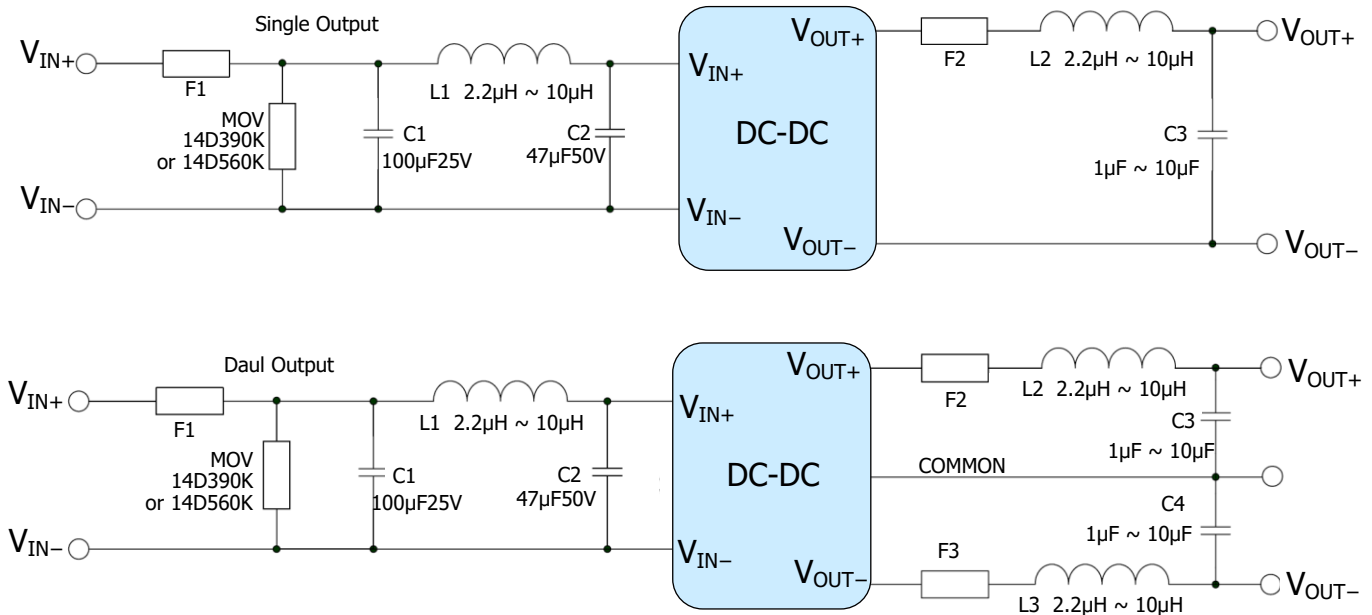 Single Output
VIN+
F1
MOV
14D390K
or 14D560K
C1
100µF25V
L1 2.2µH ~ 10µH
C2
47µF50V
VIN−
VIN+
DC-DC
VIN−
VOUT+
VOUT−
F2
L2 2.2µH ~ 10µH
C3
1µF ~ 10µF
VOUT+
VOUT−
Daul Output
VIN+
F1
MOV
14D390K
or 14D560K
C1
100µF25V
L1 2.2µH ~ 10µH
C2
47µF50V
VIN−
VIN+
DC-DC
VIN−
VOUT+
VOUT−
F2
L2 2.2µH ~ 10µH
C3
1µF ~ 10µF
COMMON
C4
1µF ~ 10µF
F3
L3 2.2µH ~ 10µH
VOUT+
VOUT−